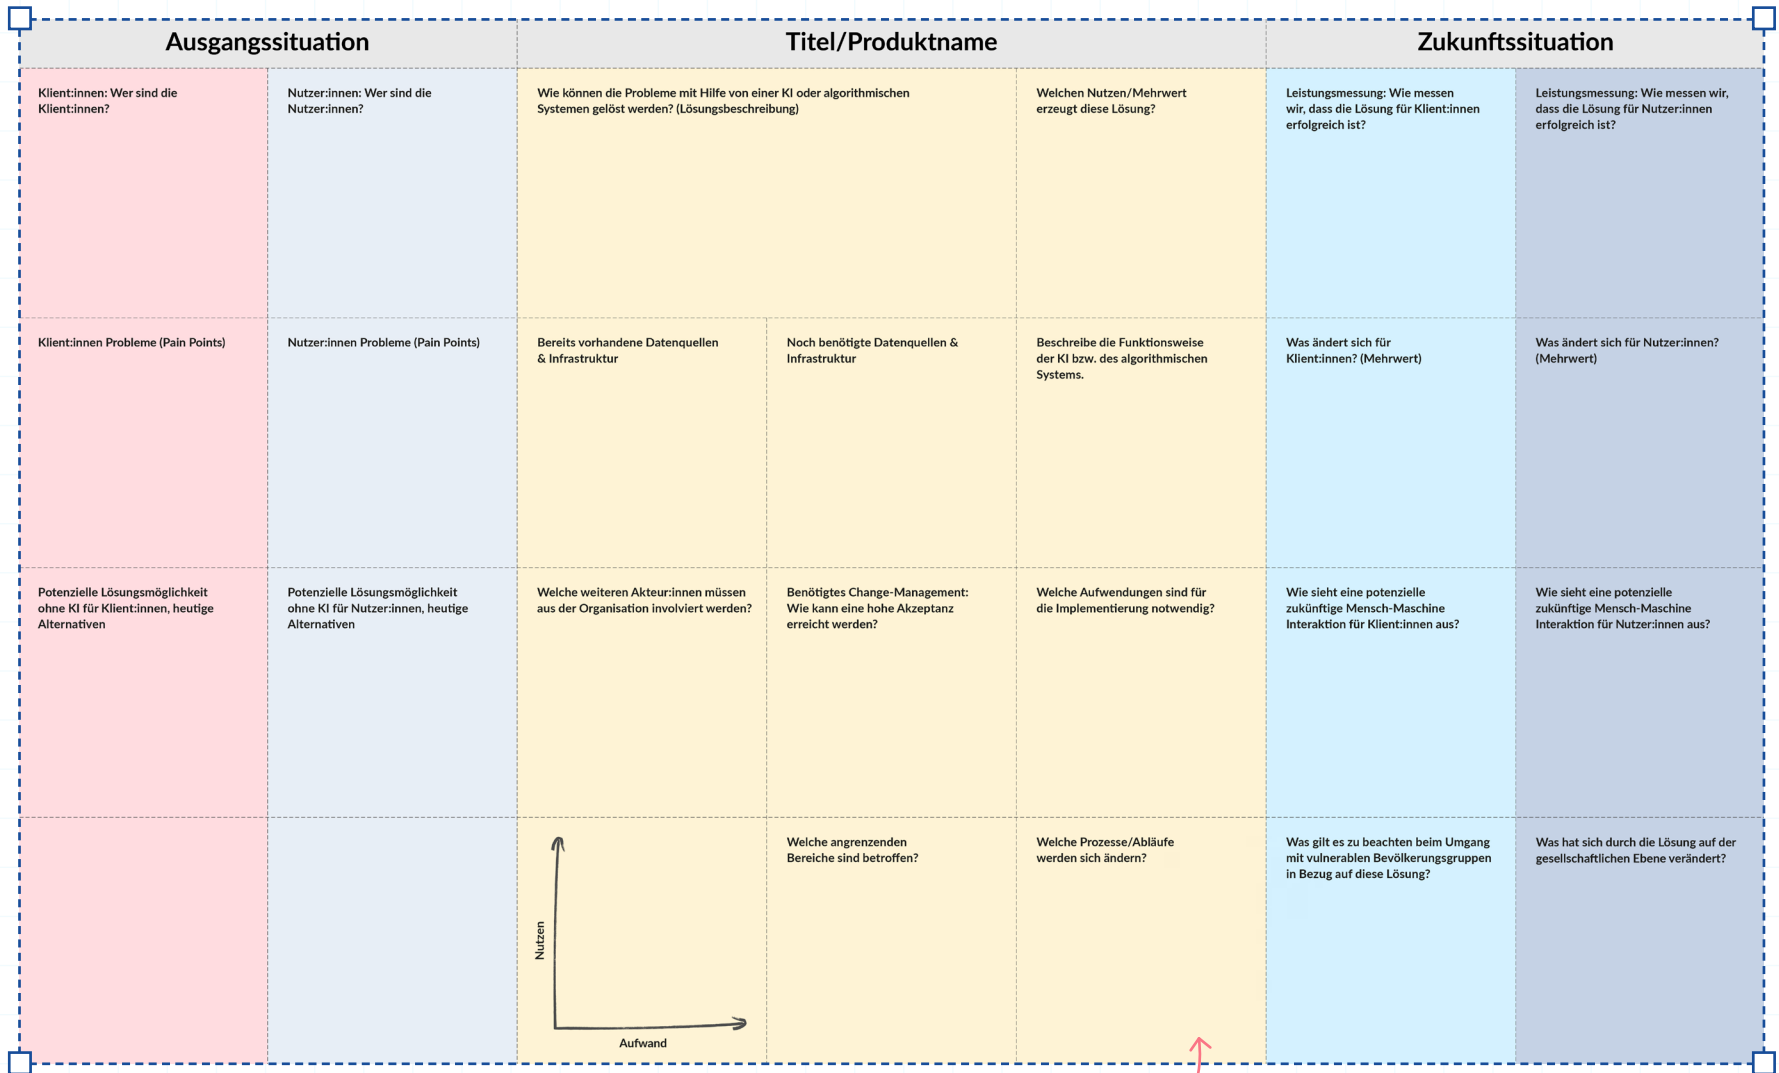 Ausgangssituation
Titel/Produktname
Zukunftssituation
Klient:innen: Wer sind die
Klient:innen?
Nutzer:innen: Wer sind die
Nutzer:innen?
Wie können die Probleme mit Hilfe von einer KI oder algorithmischen
Systemen gelöst werden? (Lösungsbeschreibung)
Welchen Nutzen/Mehrwert
erzeugt diese Lösung?
Leistungsmessung: Wie messen
wir, dass die Lösung für Klient:innen
erfolgreich ist?
Leistungsmessung: Wie messen wir,
dass die Lösung für Nutzer:innen
erfolgreich ist?
Klient:innen Probleme (Pain Points)
Nutzer:innen Probleme (Pain Points)
Bereits vorhandene Datenquellen
& Infrastruktur
Noch benötigte Datenquellen &
Infrastruktur
Beschreibe die Funktionsweise
der KI bzw. des algorithmischen
Systems.
Was ändert sich für
Klient:innen? (Mehrwert)
Was ändert sich für Nutzer:innen?
(Mehrwert)
Potenzielle Lösungsmöglichkeit
ohne KI für Klient:innen, heutige
Alternativen
Potenzielle Lösungsmöglichkeit
ohne KI für Nutzer:innen, heutige
Alternativen
Welche weiteren Akteur:innen müssen
aus der Organisation involviert werden?
Benötigtes Change-Management:
Wie kann eine hohe Akzeptanz
erreicht werden?
Welche Aufwendungen sind für
die Implementierung notwendig?
Wie sieht eine potenzielle
zukünftige Mensch-Maschine
Interaktion für Klient:innen aus?
Wie sieht eine potenzielle
zukünftige Mensch-Maschine
Interaktion für Nutzer:innen aus?
Nutzen
Aufwand
Welche angrenzenden
Bereiche sind betroffen?
Welche Prozesse/Abläufe
werden sich ändern?
Was gilt es zu beachten beim Umgang
mit vulnerablen Bevölkerungsgruppen
in Bezug auf diese Lösung?
Was hat sich durch die Lösung auf der
gesellschaftlichen Ebene verändert?